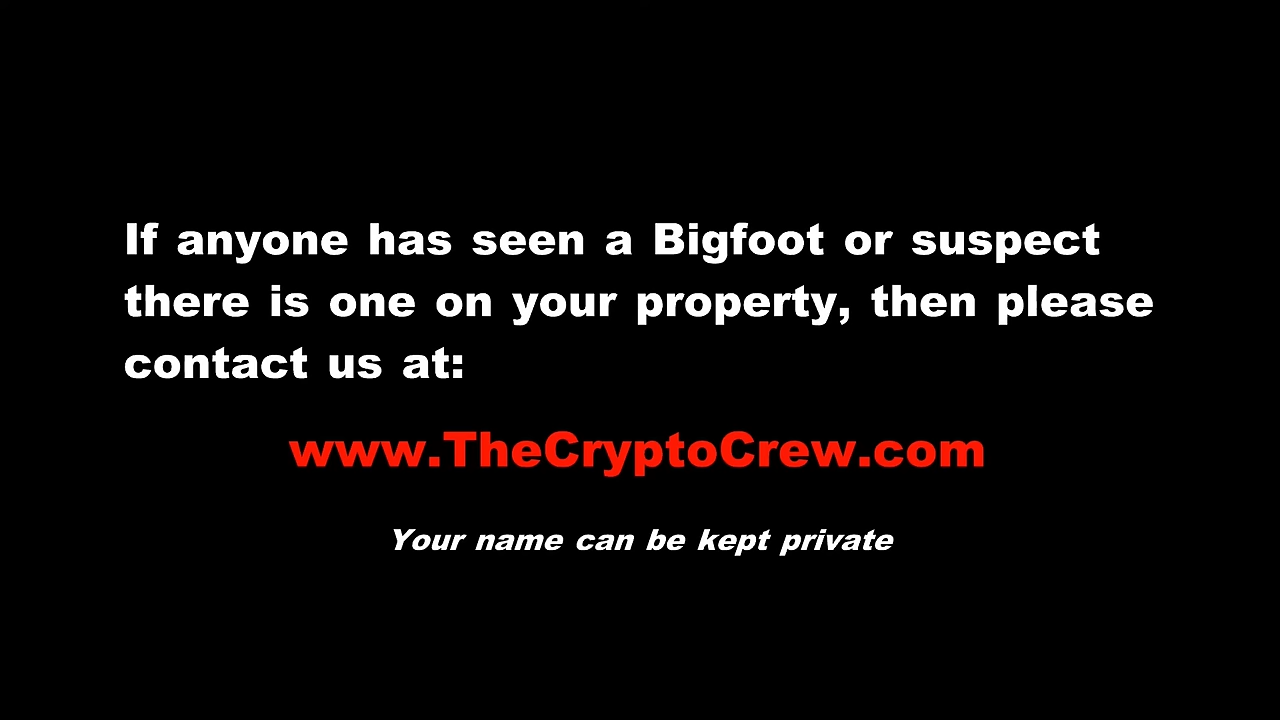 If anyone has seen a Bigfoot or suspect
there is one on your property, then please
contact us at:
www.TheCryptoCrew.com
Your name can be kept private